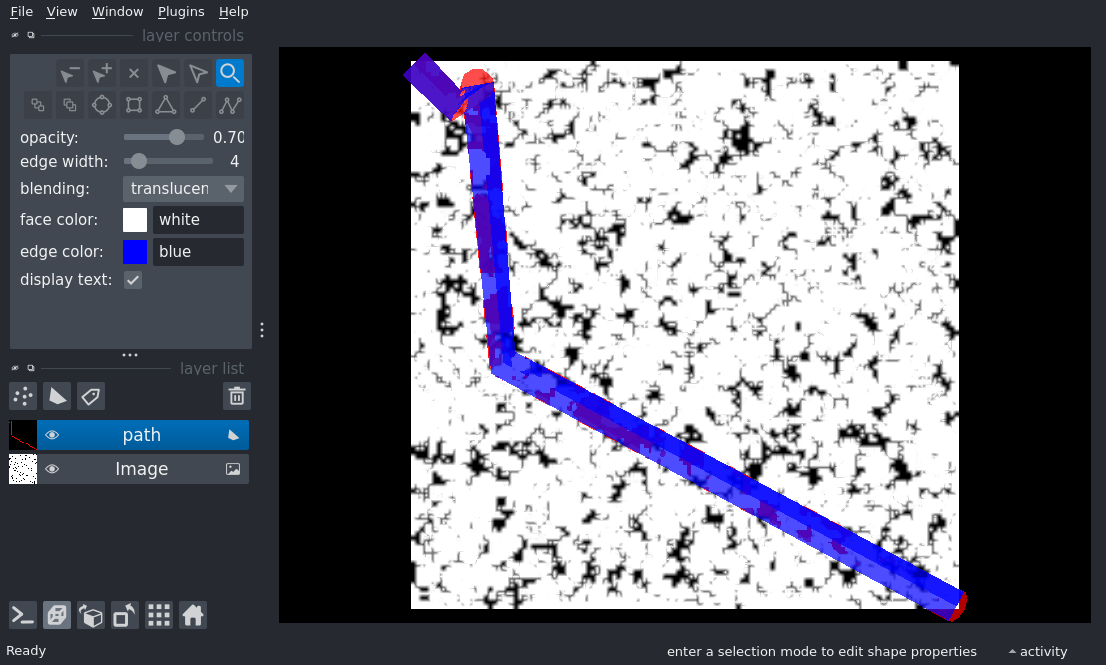 File View Window Plugins Help
layer controls
opacity: 0.70
edge width: 4
blending: translucen
face color: white
edge color: blue
display text:
layer list
path
Image
Ready
enter a selection mode to edit shape properties
activity